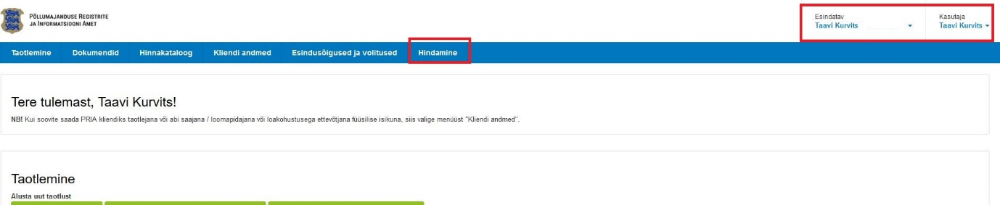 PÕLLUMAJANDUSE REGISTRITE
JA INFORMATSIOONI AMET
Esindatav
Taavi Kurvits
Kasutaja
Taavi Kurvits
Taotlemine Dokumendid Hinnakataloog Kliendi andmed Esindusõigused ja volitused Hindamine
Tere tulemast, Taavi Kurvits!
NB! Kui soovite saada PRIA kliendiks taotlejana või abi saajana / loomapidajana või loakohustusega ettevõtjana füüsilise isikuna, siis valige menüüst "Kliendi andmed".
Taotlemine
Alusta uut taotlust